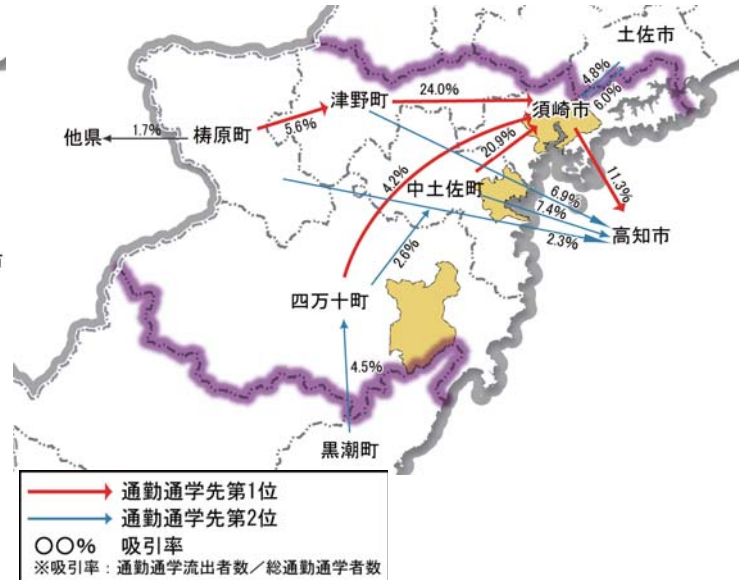 土佐市
4.8%
6.0%
津野町
24.0%
須崎市
他県
1.7%
梼原町
5.6%
20.9%
4.2%
中土佐町
11.3%
6.9%
7.4%
高知市
2.3%
2.6%
四万十町
4.5%
黒潮町
通勤通学先第1位
通勤通学先第2位
〇〇% 吸引率
※吸引率：通勤通学流出者数／総通勤通学者数